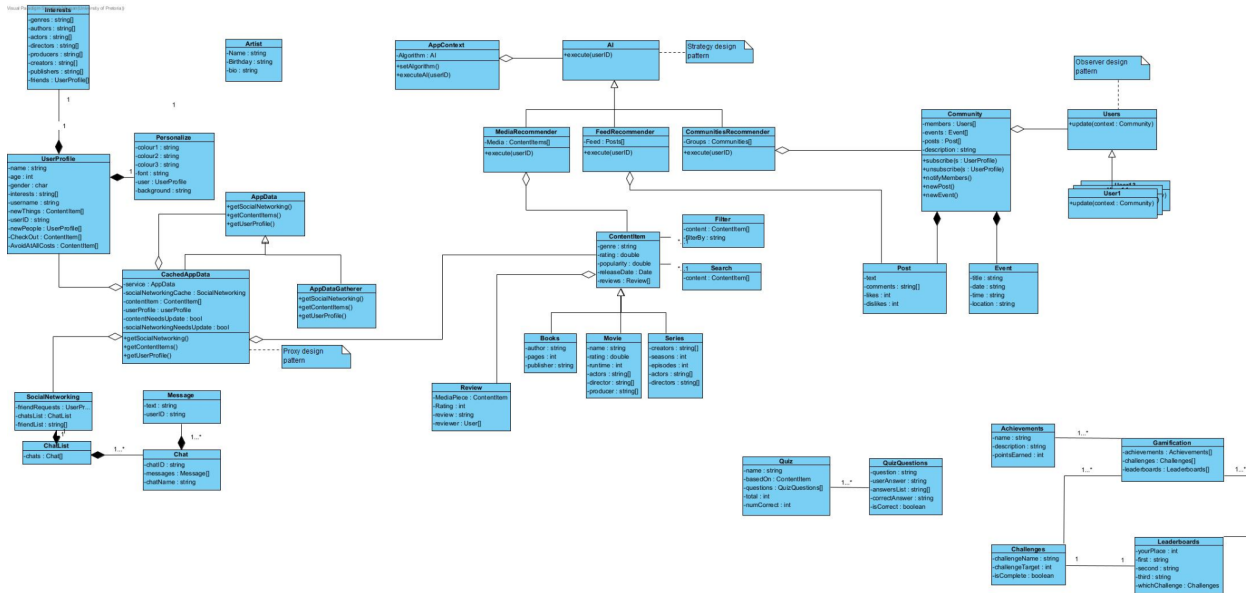 Interests
-genres : string[]
-authors : string[]
-actors : string[]
-directors : string[]
-producers : string[]
-creators : string[]
-publishers : string[]
-friends : UserProfile[]
1
1
1
Artist
-Name : string
-Birthday : string
-bio : string
Personalize
-colour1 : string
-colour2 : string
-colour3 : string
-font : string
-user : UserProfile
-background : string
1
UserProfile
-name : string
-age : int
-gender : char
-interests : string[]
-username : string
-newThings : ContentItem[]
-userID : string
-newPeople : UserProfile[]
-CheckOut : ContentItem[]
-AvoidAtAllCosts : ContentItem[]
AppData
+getSocialNetworking()
+getContentItems()
+getUserProfile()
CachedAppData
-service : AppData
-socialNetworkingCache : SocialNetworking
-contentItem : ContentItem[]
-userProfile : userProfile
-contentNeedsUpdate : bool
-socialNetworkingNeedsUpdate : bool
+getSocialNetworking()
+getContentItems()
+getUserProfile()
AppDataGatherer
+getSocialNetworking()
+getContentItems()
+getUserProfile()
Proxy design
pattern
SocialNetworking
-friendRequests : UserPr...
-chatsList : ChatList
-friendList : string[]
1
ChatList
-chats : Chat[]
1...*
Message
-text : string
-userID : string
1...*
Chat
-chatID : string
-messages : Message[]
-chatName : string
AppContext
-Algorithm : AI
+setAlgorithm()
+executeAI(userID)
AI
+execute(userID)
Strategy design
pattern
MediaRecommender
-Media : ContentItems[]
+execute(userID)
FeedRecommender
-Feed : Posts[]
+execute(userID)
CommunitiesRecommender
-Groups : Communities[]
+execute(userID)
Community
-members : Users[]
-events : Event[]
-posts : Post[]
-description : string
+subscribe(s : UserProfile)
+unsubscribe(s : UserProfile)
+notifyMembers()
+newPost()
+newEvent()
Observer design
pattern
Users
+update(context : Community)
User1
+update(context : Community)
ContentItem
-genre : string
-rating : double
-popularity : double
-releaseDate : Date
-reviews : Review[]
Filter
-content : ContentItem[]
-filterBy : string
Search
-content : ContentItem[]
Post
-text
-comments : string[]
-likes : int
-dislikes : int
Event
-title : string
-date : string
-time : string
-location : string
Books
-author : string
-pages : int
-publisher : string
Movie
-name : string
-rating : double
-runtime : int
-actors : string[]
-director : string[]
-producer : string[]
Series
-creators : string[]
-seasons : int
-episodes : int
-actors : string[]
-directors : string[]
Review
-MediaPiece : ContentItem
-Rating : int
-review : string
-reviewer : User[]
Quiz
-name : string
-basedOn : ContentItem
-questions : QuizQuestions[]
-total : int
-numCorrect : int
1...*
QuizQuestions
-question : string
-userAnswer : string
-answersList : string[]
-correctAnswer : string
-isCorrect : boolean
Achievements
-name : string
-description : string
-pointsEarned : int
1...*
Gamification
-achievements : Achievements[]
-challenges : Challenges[]
-leaderboards : Leaderboards[]
1...*
1...*
Challenges
-challengeName : string
-challengeTarget : int
-isComplete : boolean
1
1
Leaderboards
-yourPlace : int
-first : string
-second : string
-third : string
-whichChallenge : Challenges